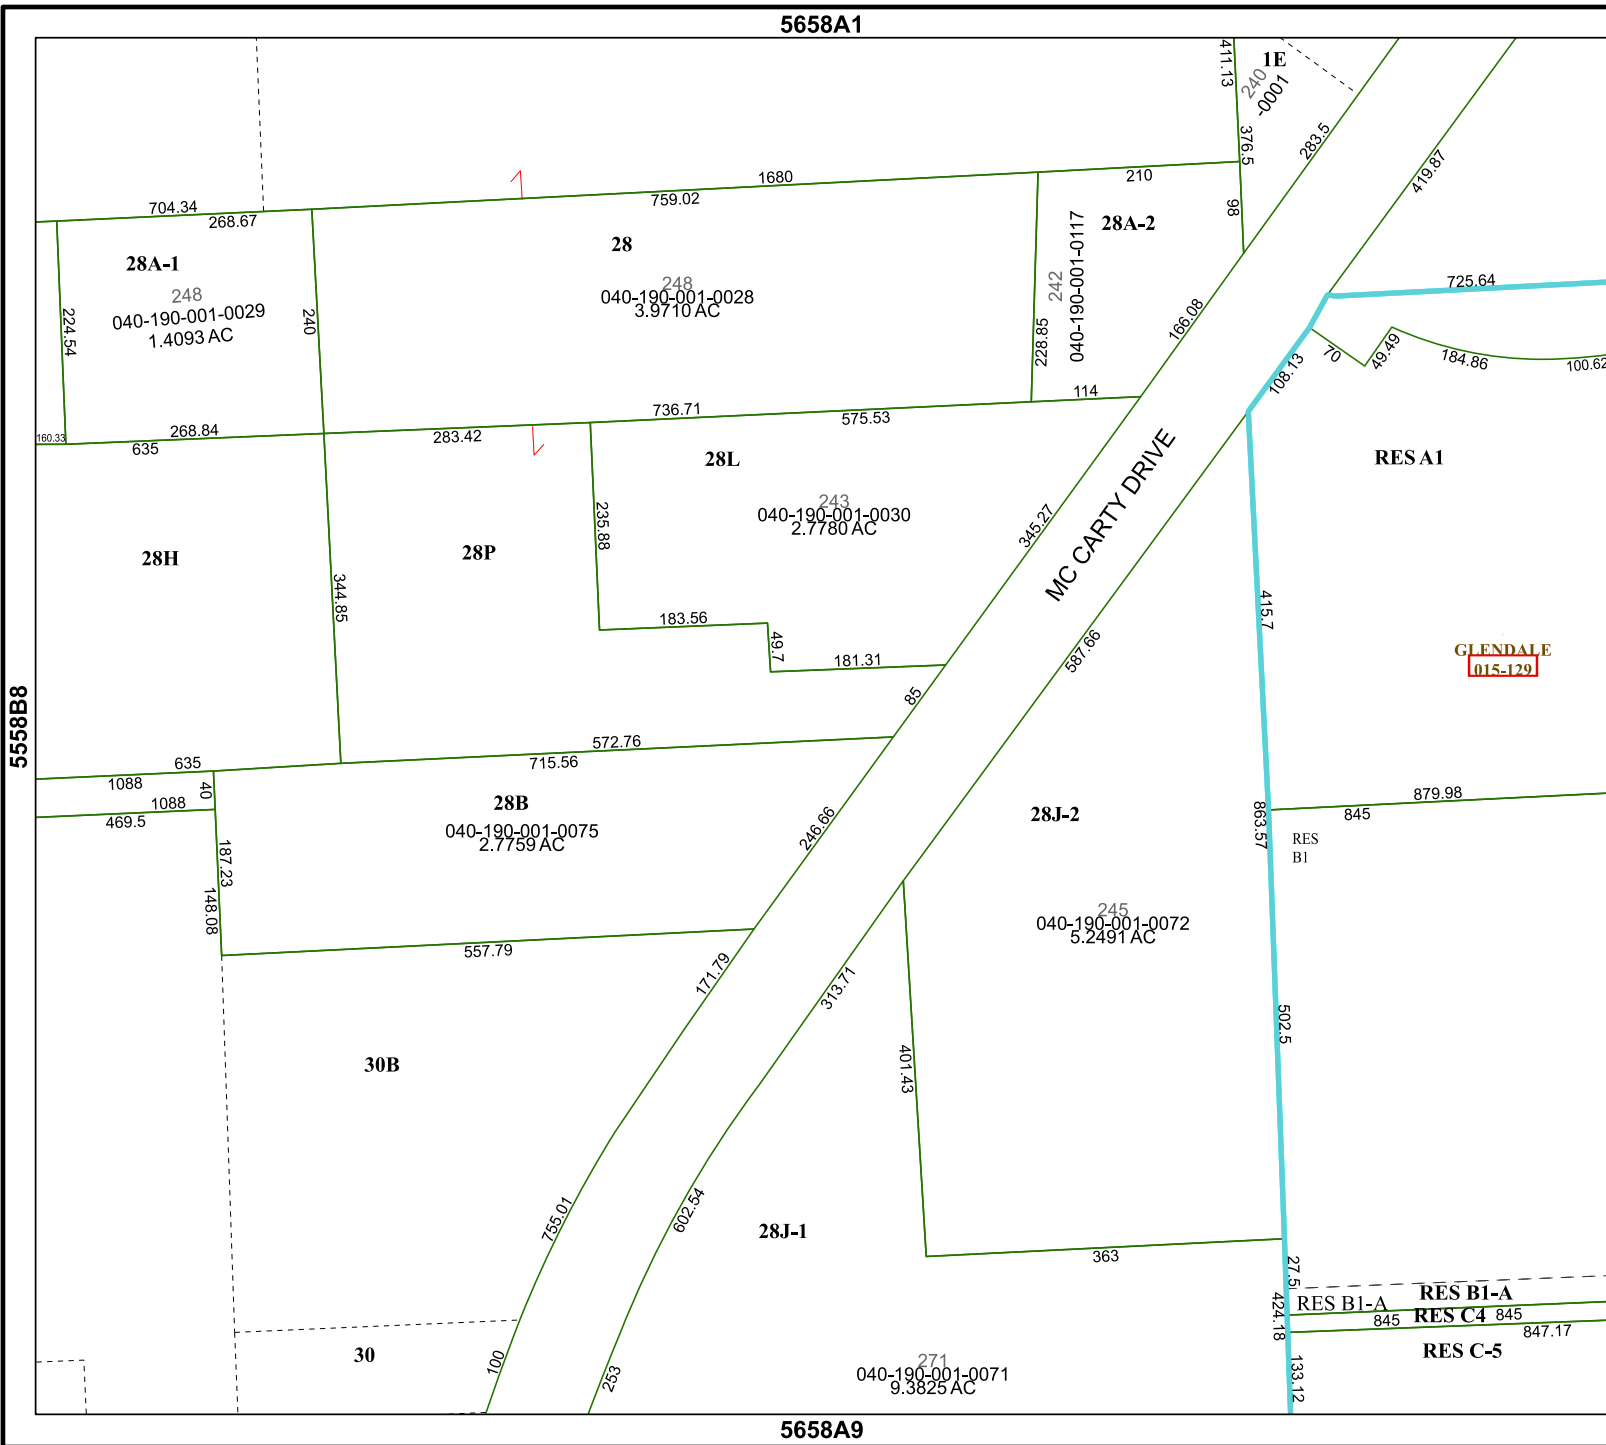 5658A1
411.13
1E
240
-0001
376.5
283.5
419.87
1680
210
704.34
268.67
759.02
98
28A-1
28
28A-2
248
040-190-001-0029
1.4093 AC
248
040-190-001-0028
3.9710 AC
242
040-190-001-0117
224.54
240
228.85
166.08
725.64
70
49.49
184.86
100.62
108.13
114
736.71
575.53
160.33
268.84
635
283.42
28L
RES A1
243
040-190-001-0030
2.7780 AC
235.88
345.27
MC CARTY DRIVE
28H
28P
344.85
415.7
183.56
49.7
181.31
587.66
GLENDALE
015-129
85
5558B8
635
572.76
715.56
1088
40
1088
469.5
28B
040-190-001-0075
2.7759 AC
246.66
28J-2
863.57
879.98
845
RES
B1
187.23
148.08
245
040-190-001-0072
5.2491 AC
557.79
171.79
313.71
502.5
30B
401.43
755.01
602.54
28J-1
363
27.5
RES B1-A
RES B1-A
424.18
845
RES C4
845
847.17
RES C-5
30
100
253
271
040-190-001-0071
9.3825 AC
133.12
5658A9